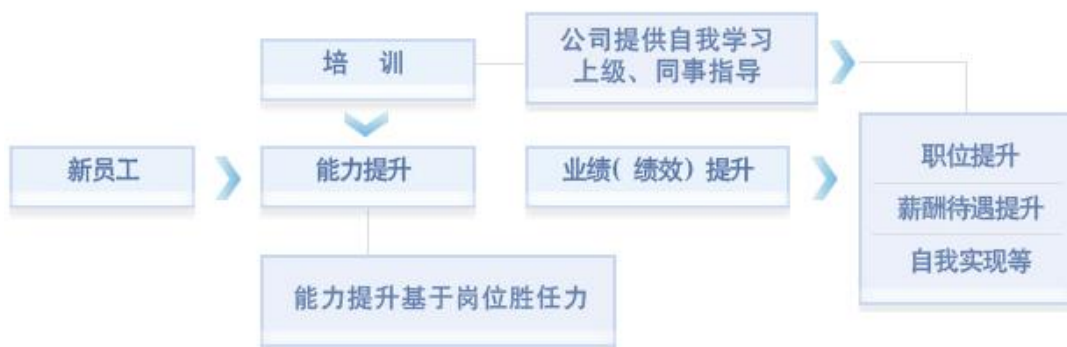 公司提供自我学习
上级、同事指导
培 训
新员工
能力提升
业绩(绩效)提升
职位提升
薪酬待遇提升
自我实现等
能力提升基于岗位胜任力